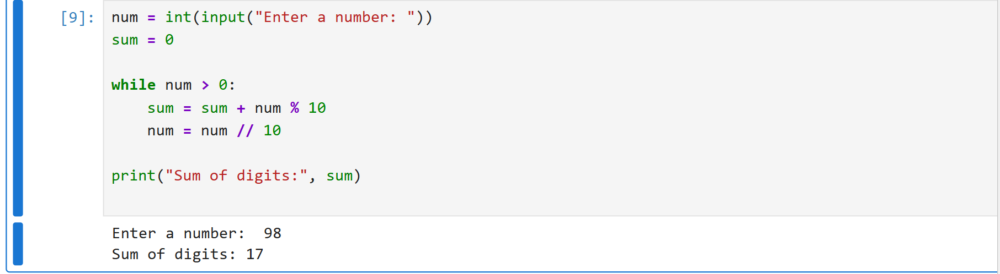 [9]: num = int(input("Enter a number: "))
sum = 0
while num > 0:
    sum = sum + num % 10
    num = num // 10
print("Sum of digits:", sum)
Enter a number:  98
Sum of digits: 17